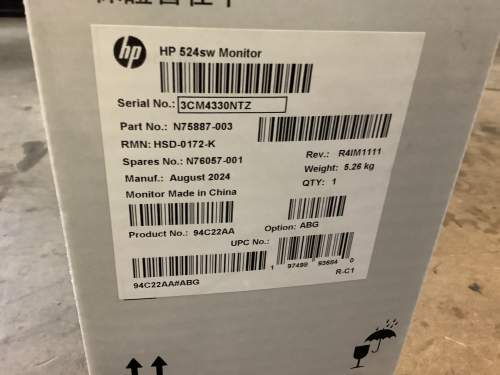 hp HP 524sw Monitor
Serial No.: 3CM4330NTZ
Part No.: N75887-003
RMN: HSD-0172-K
Rev.: R4IM1111
Spares No.: N76057-001
Weight: 5.26 kg
Manuf.: August 2024
QTY: 1
Monitor Made in China
Product No.: 94C22AA
Option: ABG
UPC No.:
94C22AA#ABG
R-C1